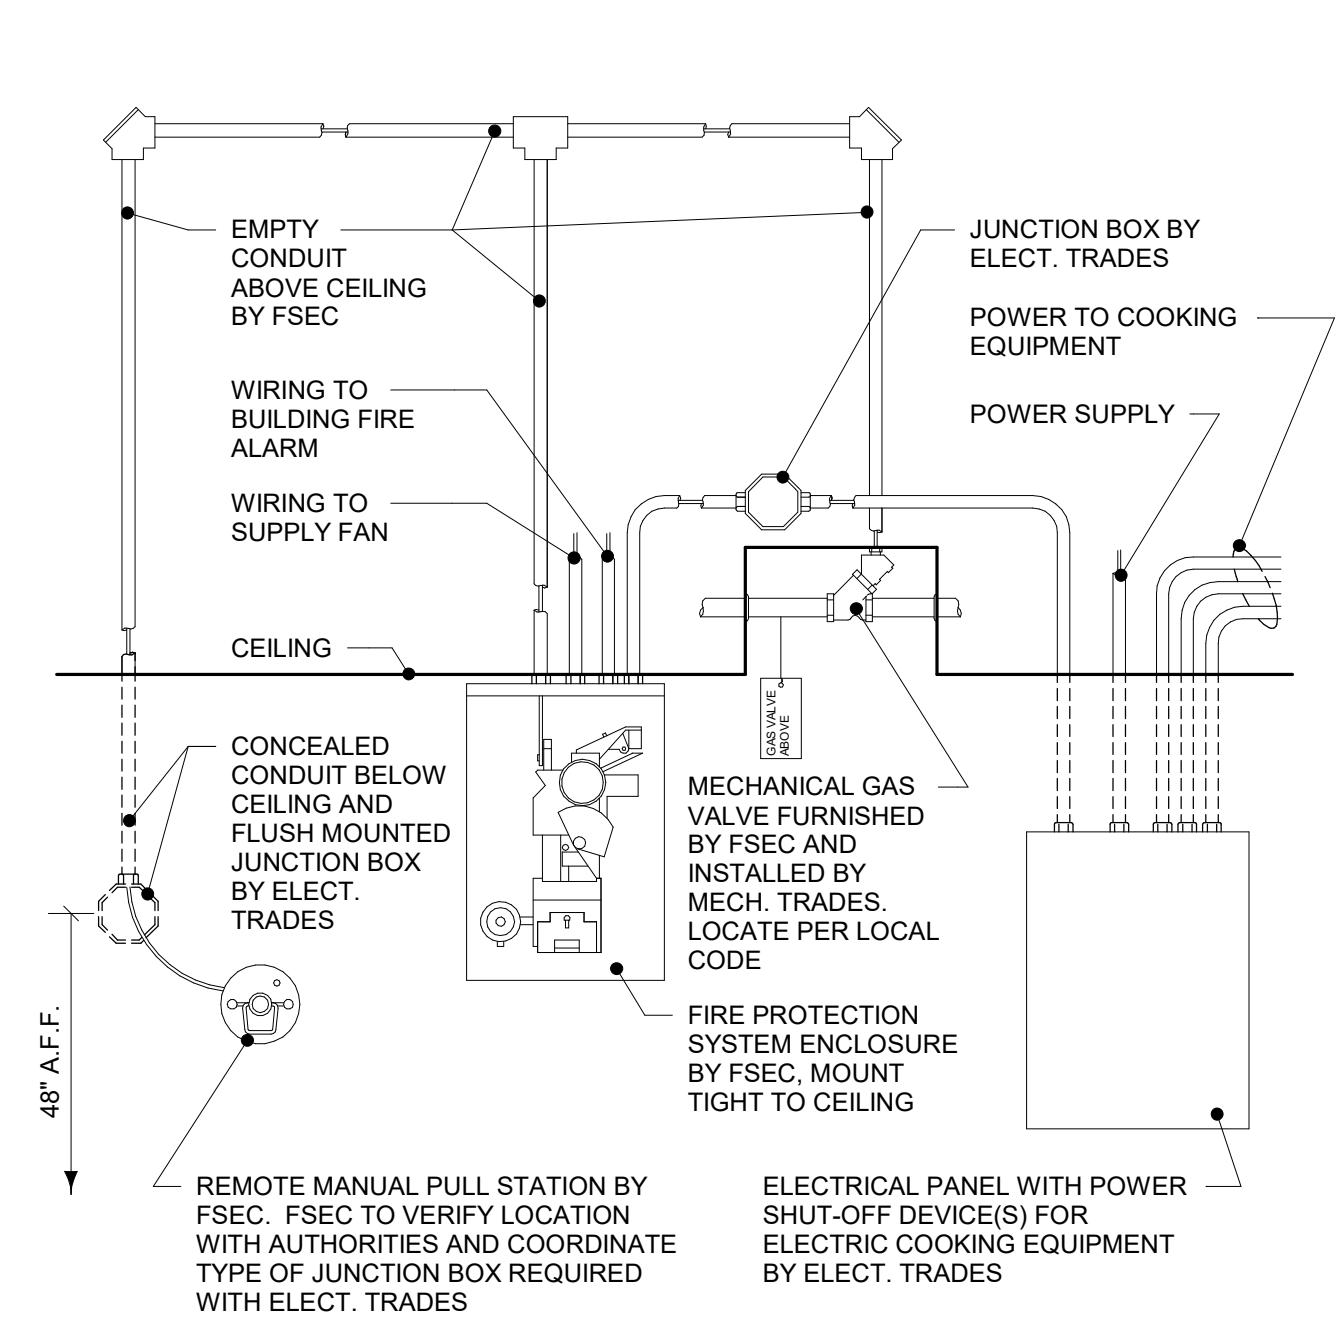 EMPTY
CONDUIT
ABOVE CEILING
BY FSEC
JUNCTION BOX BY
ELECT. TRADES
POWER TO COOKING
EQUIPMENT
WIRING TO
BUILDING FIRE
ALARM
POWER SUPPLY
WIRING TO
SUPPLY FAN
CEILING
GAS VALVE
ABOVE
CONCEALED
CONDUIT BELOW
CEILING AND
FLUSH MOUNTED
JUNCTION BOX
BY ELECT.
TRADES
MECHANICAL GAS
VALVE FURNISHED
BY FSEC AND
INSTALLED BY
MECH. TRADES.
LOCATE PER LOCAL
CODE
48" A.F.F.
FIRE PROTECTION
SYSTEM ENCLOSURE
BY FSEC, MOUNT
TIGHT TO CEILING
REMOTE MANUAL PULL STATION BY
FSEC.  FSEC TO VERIFY LOCATION
WITH AUTHORITIES AND COORDINATE
TYPE OF JUNCTION BOX REQUIRED
WITH ELECT. TRADES
ELECTRICAL PANEL WITH POWER
SHUT-OFF DEVICE(S) FOR
ELECTRIC COOKING EQUIPMENT
BY ELECT. TRADES